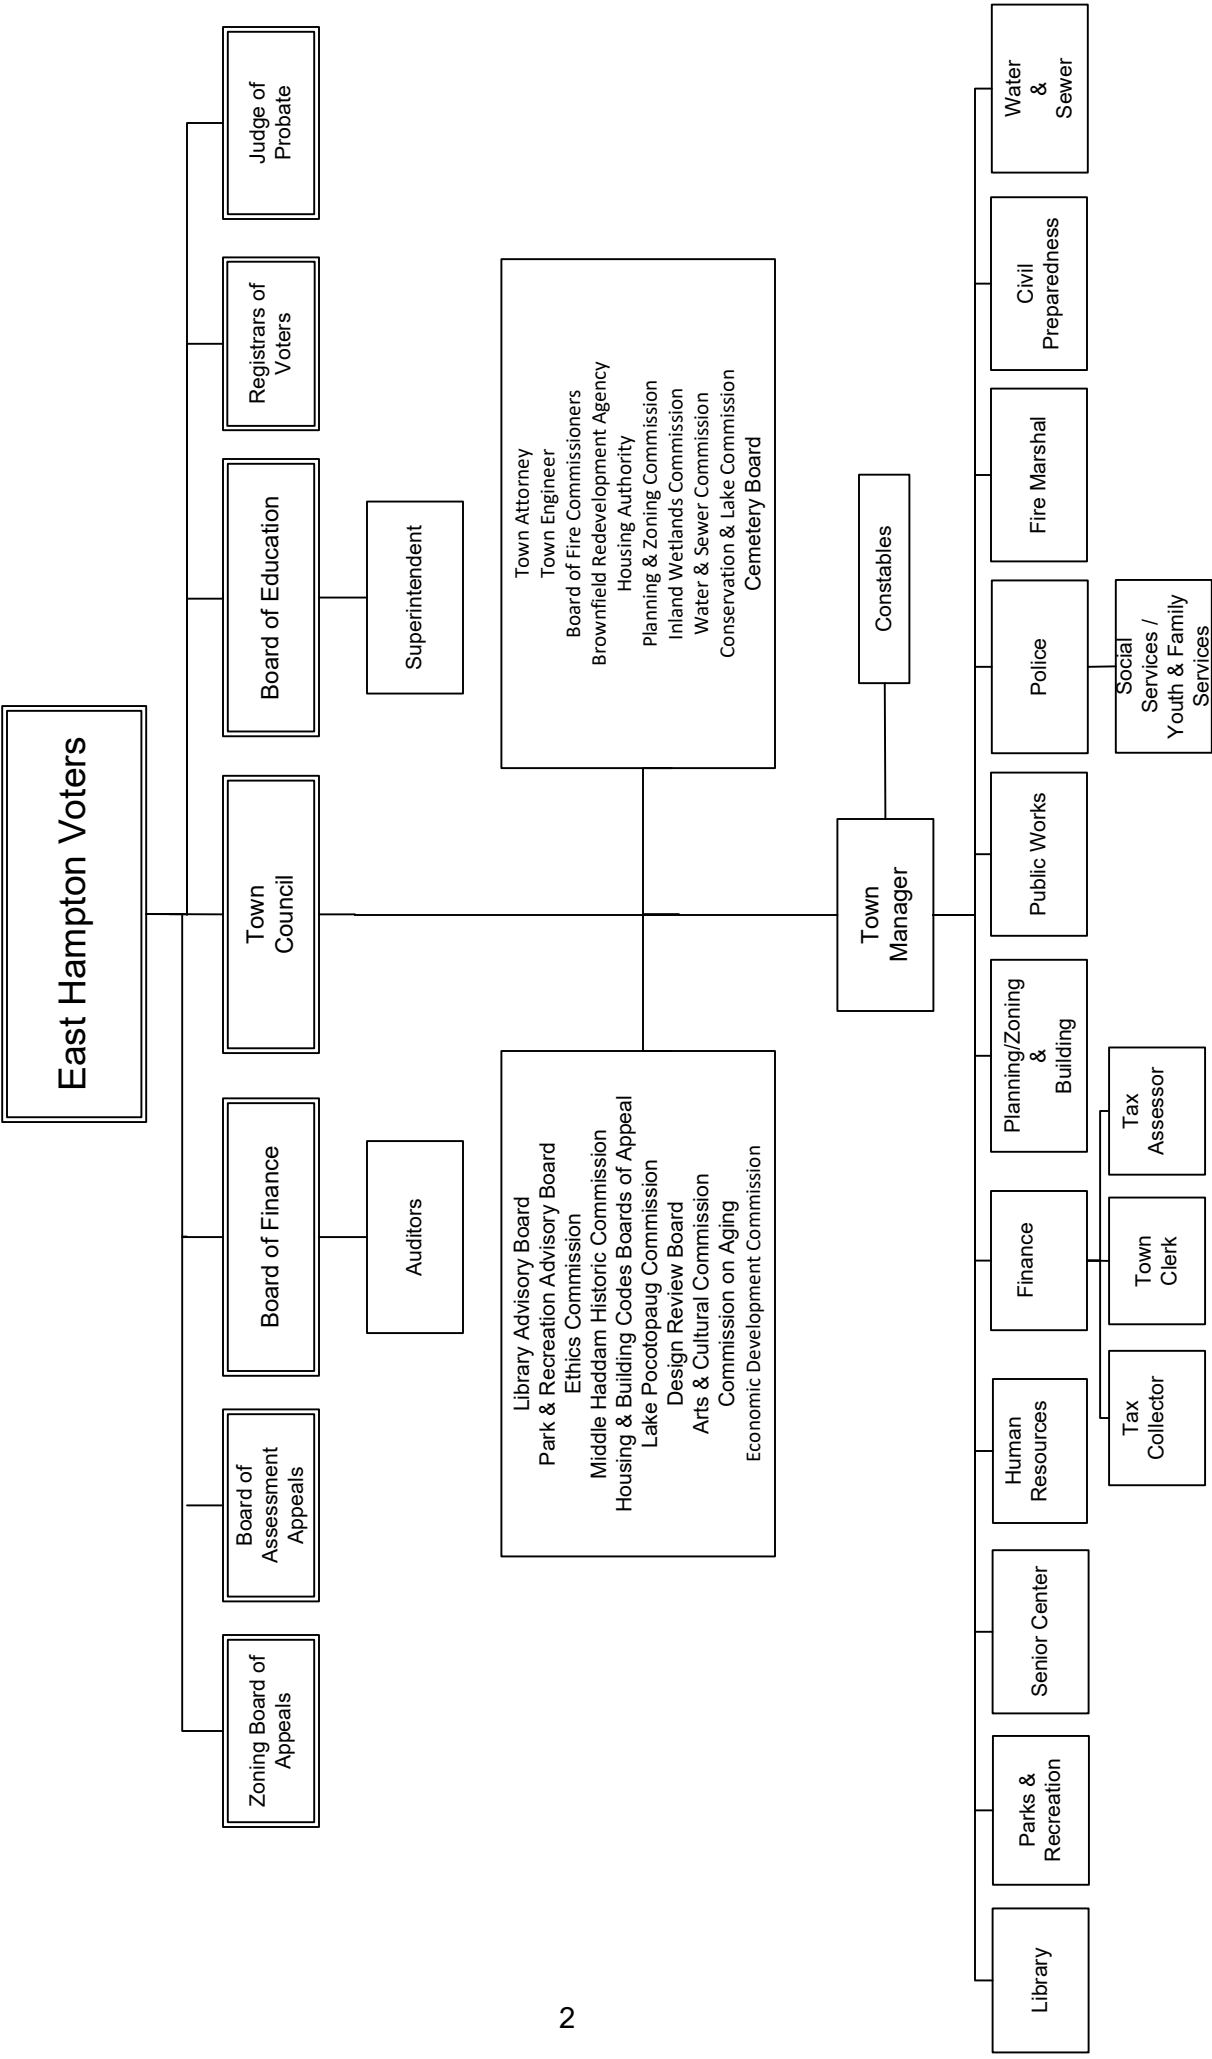 East Hampton Voters
Zoning Board of
Appeals
Board of
Assessment
Appeals
Board of Finance
Town
Council
Board of Education
Registrars of
Voters
Judge of
Probate
Auditors
Superintendent
Library Advisory Board
Park & Recreation Advisory Board
Ethics Commission
Middle Haddam Historic Commission
Housing & Building Codes Boards of Appeal
Lake Pocotopaug Commission
Design Review Board
Arts & Cultural Commission
Commission on Aging
Economic Development Commission
Town Attorney
Town Engineer
Board of Fire Commissioners
Brownfield Redevelopment Agency
Housing Authority
Planning & Zoning Commission
Inland Wetlands Commission
Water & Sewer Commission
Conservation & Lake Commission
Cemetery Board
Town
Manager
Constables
Library
Parks &
Recreation
Senior Center
Human
Resources
Finance
Planning/Zoning
&
Building
Public Works
Police
Fire Marshal
Civil
Preparedness
Water
&
Sewer
Tax
Collector
Town
Clerk
Tax
Assessor
Social
Services /
Youth & Family
Services
2